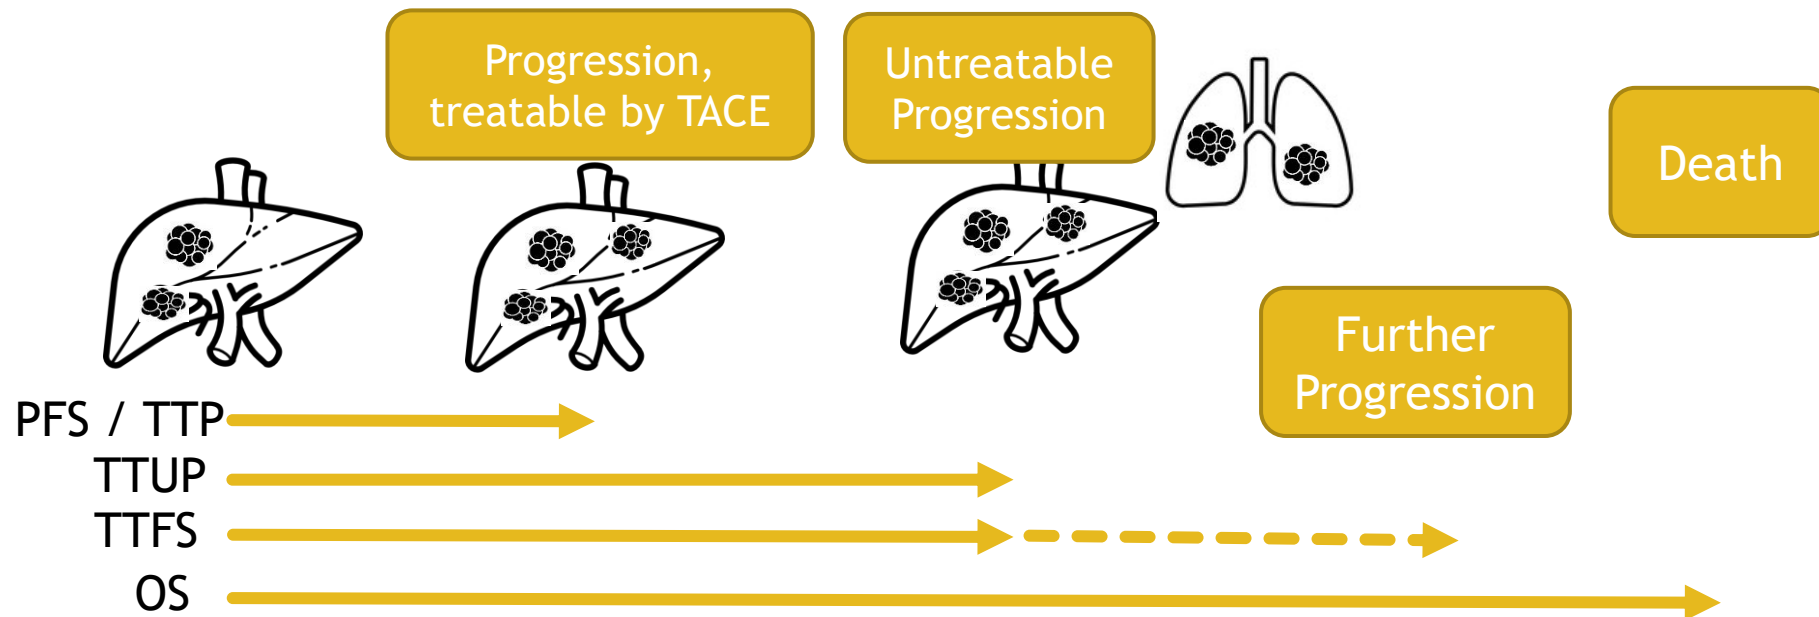 Progression,
treatable by TACE
Untreatable
Progression
Death
Further
Progression
PFS / TTP
TTUP
TTFS
OS